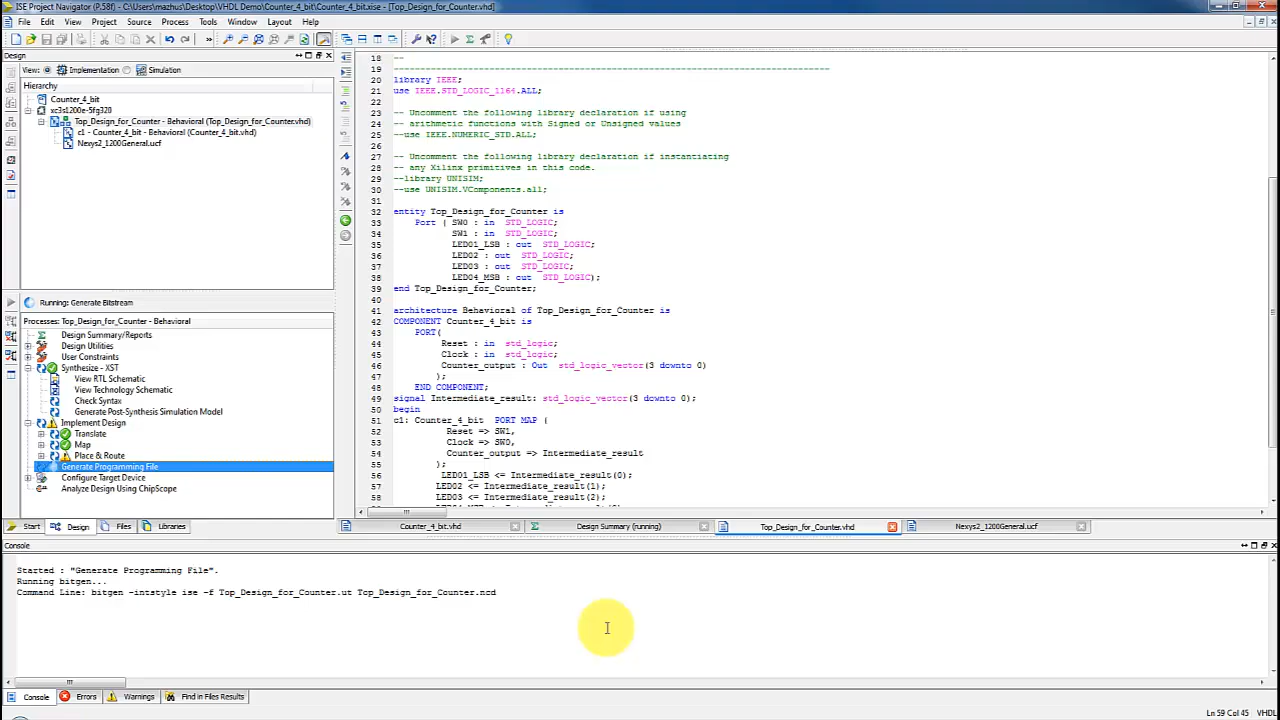 ISE Project Navigator (P.58f) - C:\Users\mazhus\Desktop\VHDL Demo\Counter_4_bit\Counter_4_bit.xise - [Top_Design_for_Counter.vhd]
File Edit View Project Source Process Tools Window Layout Help
Design
View: Implementation Simulation
Hierarchy
Counter_4_bit
xc3s1200e-5fg320
Top_Design_for_Counter - Behavioral (Top_Design_for_Counter.vhd)
c1 - Counter_4_bit - Behavioral (Counter_4_bit.vhd)
Nexys2_1200General.ucf
Running: Generate Bitstream
Processes: Top_Design_for_Counter - Behavioral
Design Summary/Reports
Design Utilities
User Constraints
Synthesize - XST
View RTL Schematic
View Technology Schematic
Check Syntax
Generate Post-Synthesis Simulation Model
Implement Design
Translate
Map
Place & Route
Generate Programming File
Configure Target Device
Analyze Design Using ChipScope
Start Design Files Libraries
18 --
19 ----------------------------------------------------------------------------------
20 library IEEE;
21 use IEEE.STD_LOGIC_1164.ALL;
22
23 -- Uncomment the following library declaration if using
24 -- arithmetic functions with Signed or Unsigned values
25 --use IEEE.NUMERIC_STD.ALL;
26
27 -- Uncomment the following library declaration if instantiating
28 -- any Xilinx primitives in this code.
29 --library UNISIM;
30 --use UNISIM.VComponents.all;
31
32 entity Top_Design_for_Counter is
33 Port ( SW0 : in STD_LOGIC;
34 SW1 : in STD_LOGIC;
35 LED01_LSB : out STD_LOGIC;
36 LED02 : out STD_LOGIC;
37 LED03 : out STD_LOGIC;
38 LED04_MSB : out STD_LOGIC);
39 end Top_Design_for_Counter;
40
41 architecture Behavioral of Top_Design_for_Counter is
42 COMPONENT Counter_4_bit is
43 PORT(
44 Reset : in std_logic;
45 Clock : in std_logic;
46 Counter_output : Out std_logic_vector(3 downto 0)
47 );
48 END COMPONENT;
49 signal Intermediate_result: std_logic_vector(3 downto 0);
50 begin
51 c1: Counter_4_bit PORT MAP (
52 Reset => SW1,
53 Clock => SW0,
54 Counter_output => Intermediate_result
55 );
56 LED01_LSB <= Intermediate_result(0);
57 LED02 <= Intermediate_result(1);
58 LED03 <= Intermediate_result(2);
Counter_4_bit.vhd Design Summary (running) Top_Design_for_Counter.vhd Nexys2_1200General.ucf
Console
Started : "Generate Programming File".
Running bitgen...
Command Line: bitgen -intstyle ise -f Top_Design_for_Counter.ut Top_Design_for_Counter.ncd
Console Errors Warnings Find in Files Results
Ln 59 Col 45 VHDL